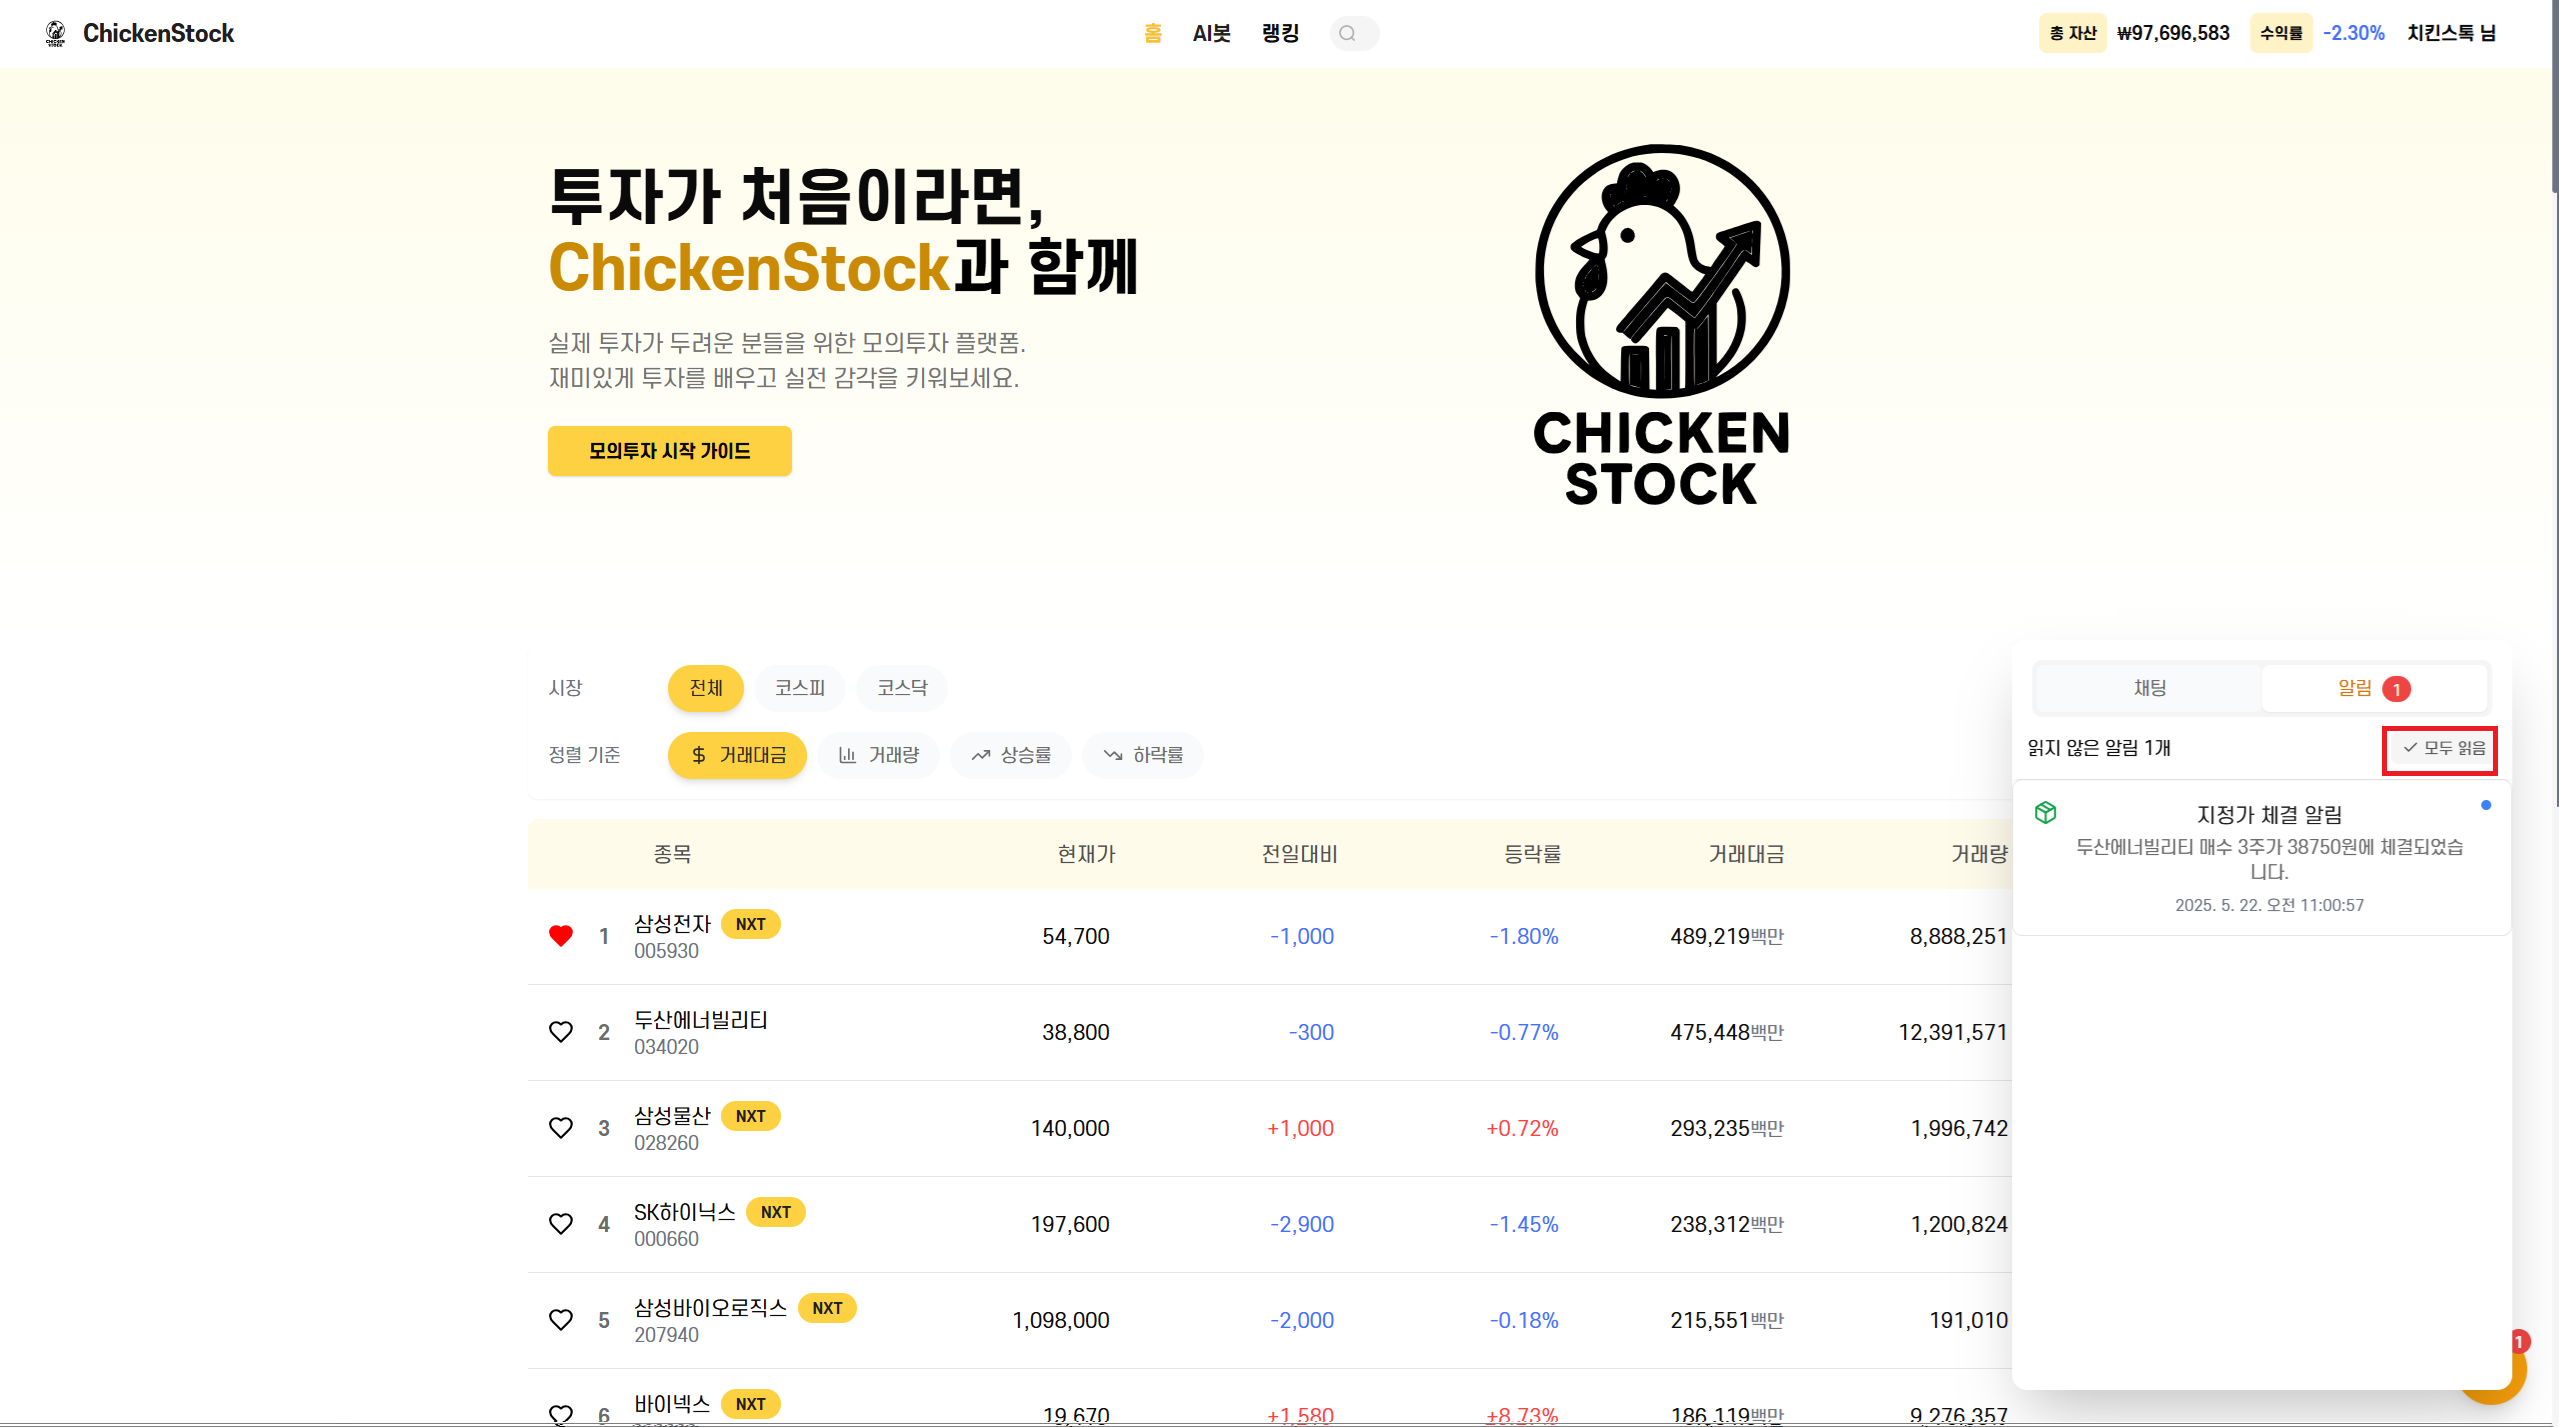 ChickenStock
홈 AI봇 랭킹
총 자산 ₩97,696,583 수익률 -2.30% 치킨스톡 님
투자가 처음이라면,
ChickenStock과 함께
실제 투자가 두려운 분들을 위한 모의투자 플랫폼.
재미있게 투자를 배우고 실전 감각을 키워보세요.
모의투자 시작 가이드
CHICKEN
STOCK
시장 전체 코스피 코스닥
정렬 기준 거래대금 거래량 상승률 하락률
종목 현재가 전일대비 등락률 거래대금 거래량
1 삼성전자 NXT
005930
54,700 -1,000 -1.80% 489,219백만 8,888,251
2 두산에너빌리티
034020
38,800 -300 -0.77% 475,448백만 12,391,571
3 삼성물산 NXT
028260
140,000 +1,000 +0.72% 293,235백만 1,996,742
4 SK하이닉스 NXT
000660
197,600 -2,900 -1.45% 238,312백만 1,200,824
5 삼성바이오로직스 NXT
207940
1,098,000 -2,000 -0.18% 215,551백만 191,010
6 바이넥스 NXT
19,670 +1,580 +8.73% 186,119백만 9,276,357
채팅 알림 1
읽지 않은 알림 1개 모두 읽음
지정가 체결 알림
두산에너빌리티 매수 3주가 38750원에 체결되었습
니다.
2025. 5. 22. 오전 11:00:57
1